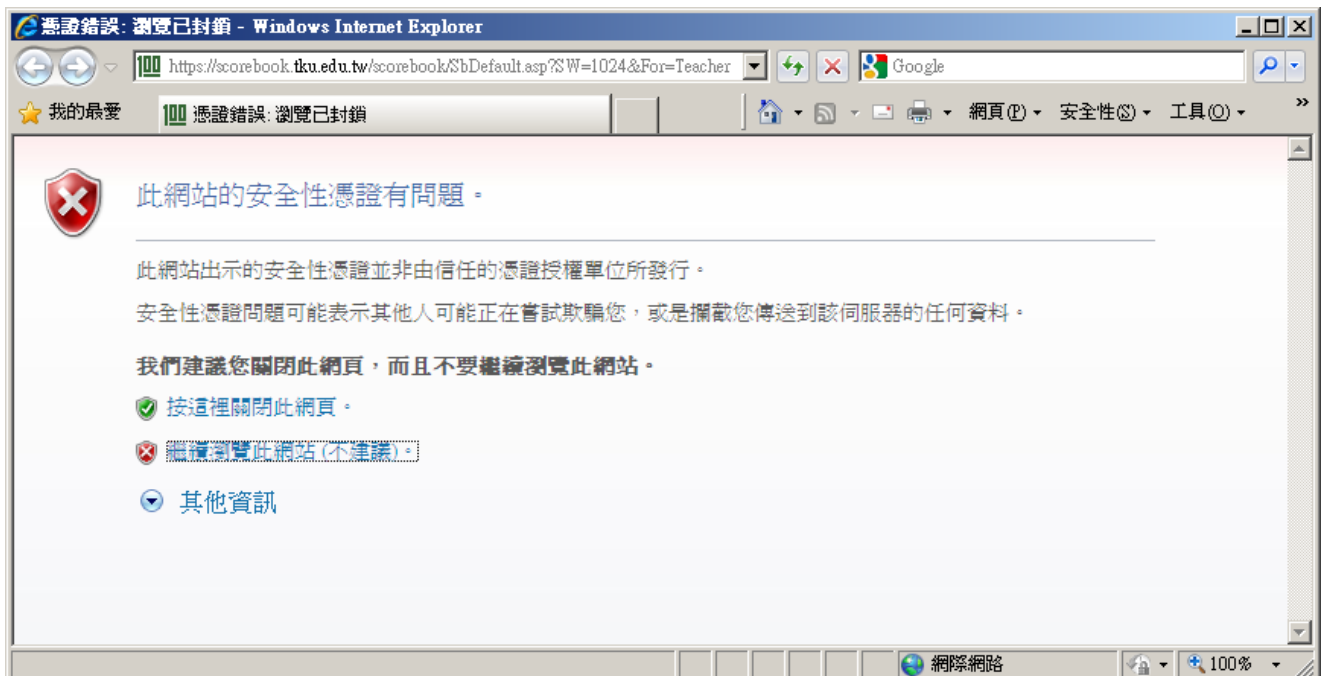 憑證錯誤: 瀏覽已封鎖 - Windows Internet Explorer
100 https://scorebook.tku.edu.tw/scorebook/SbDefault.asp?SW=1024&For=Teacher Google
我的最愛 100 憑證錯誤: 瀏覽已封鎖 網頁(P) 安全性(S) 工具(O) »
此網站的安全性憑證有問題。
此網站出示的安全性憑證並非由信任的憑證授權單位所發行。
安全性憑證問題可能表示其他人可能正在嘗試欺騙您，或是攔截您傳送到該伺服器的任何資料。
我們建議您關閉此網頁，而且不要繼續瀏覽此網站。
按這裡關閉此網頁。
繼續瀏覽此網站 (不建議)。
其他資訊
網際網路 100%